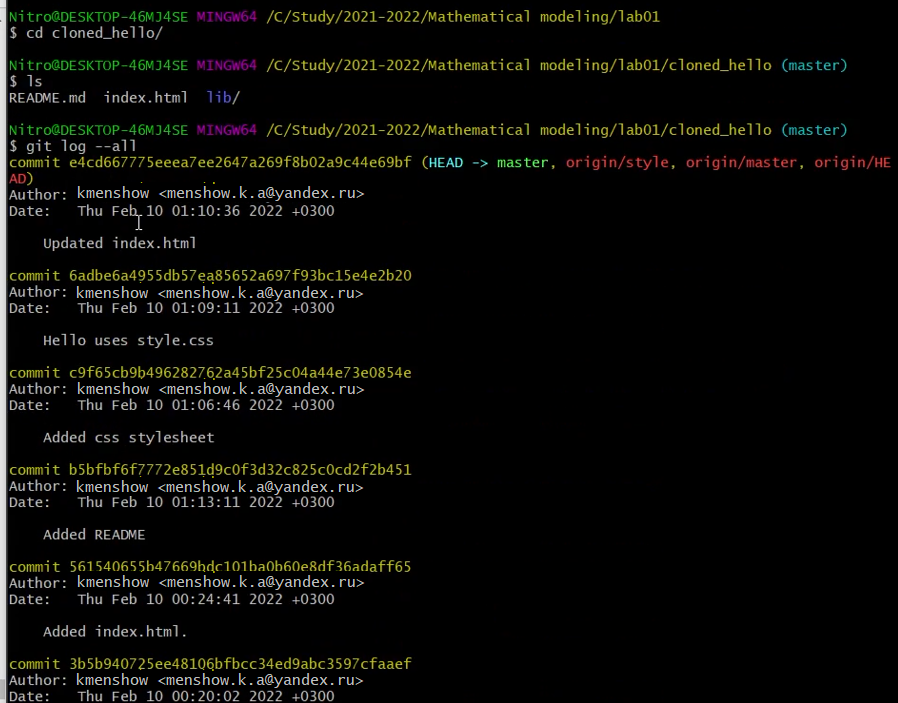 Nitro@DESKTOP-46MJ4SE MINGW64 /C/Study/2021-2022/Mathematical modeling/lab01
$ cd cloned_hello/
Nitro@DESKTOP-46MJ4SE MINGW64 /C/Study/2021-2022/Mathematical modeling/lab01/cloned_hello (master)
$ ls
README.md  index.html  lib/
Nitro@DESKTOP-46MJ4SE MINGW64 /C/Study/2021-2022/Mathematical modeling/lab01/cloned_hello (master)
$ git log --all
commit e4cd667775eeea7ee2647a269f8b02a9c44e69bf (HEAD -> master, origin/style, origin/master, origin/HE
AD)
Author: kmenshow <menshow.k.a@yandex.ru>
Date:   Thu Feb 10 01:10:36 2022 +0300
Updated index.html
commit 6adbe6a4955db57ea85652a697f93bc15e4e2b20
Author: kmenshow <menshow.k.a@yandex.ru>
Date:   Thu Feb 10 01:09:11 2022 +0300
Hello uses style.css
commit c9f65cb9b496282762a45bf25c04a44e73e0854e
Author: kmenshow <menshow.k.a@yandex.ru>
Date:   Thu Feb 10 01:06:46 2022 +0300
Added css stylesheet
commit b5bfbf6f7772e851d9c0f3d32c825c0cd2f2b451
Author: kmenshow <menshow.k.a@yandex.ru>
Date:   Thu Feb 10 01:13:11 2022 +0300
Added README
commit 561540655b47669bdc101ba0b60e8df36adaff65
Author: kmenshow <menshow.k.a@yandex.ru>
Date:   Thu Feb 10 00:24:41 2022 +0300
Added index.html.
commit 3b5b940725ee48106bfbcc34ed9abc3597cfaaef
Author: kmenshow <menshow.k.a@yandex.ru>
Date:   Thu Feb 10 00:20:02 2022 +0300